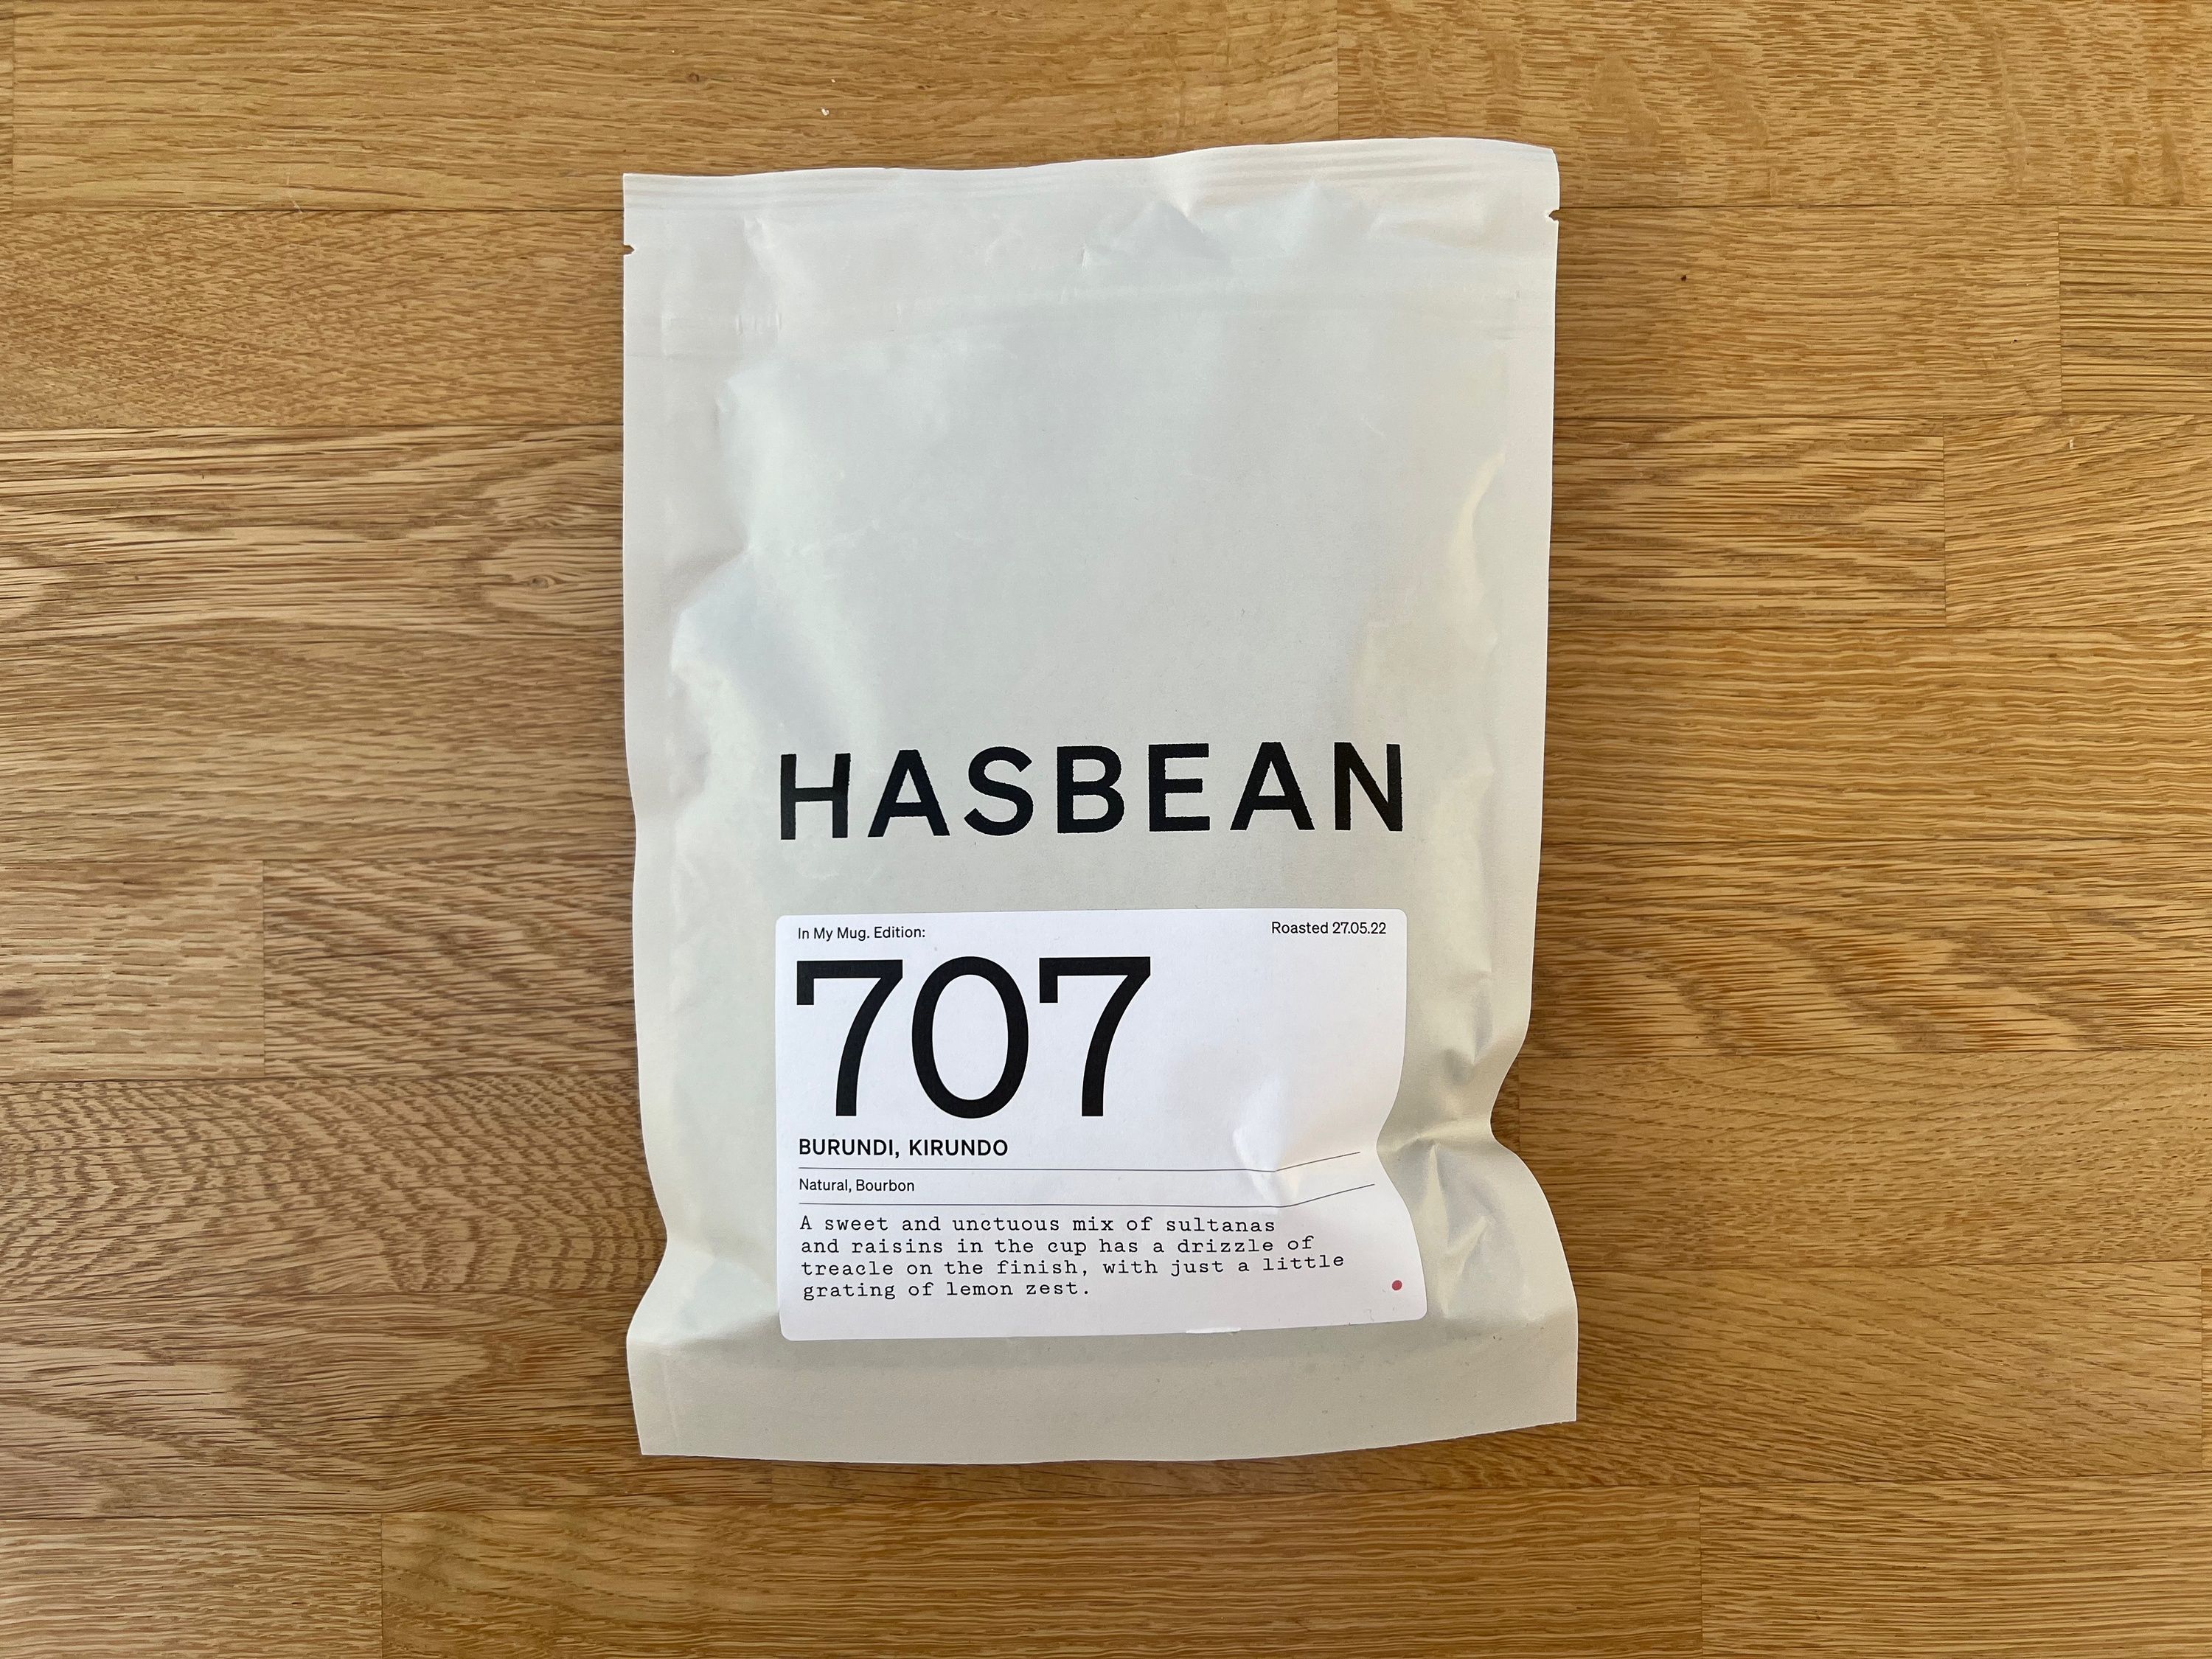 HASBEAN
In My Mug. Edition:
Roasted 27.05.22
707
BURUNDI, KIRUNDO
Natural, Bourbon
A sweet and unctuous mix of sultanas
and raisins in the cup has a drizzle of
treacle on the finish, with just a little
grating of lemon zest.